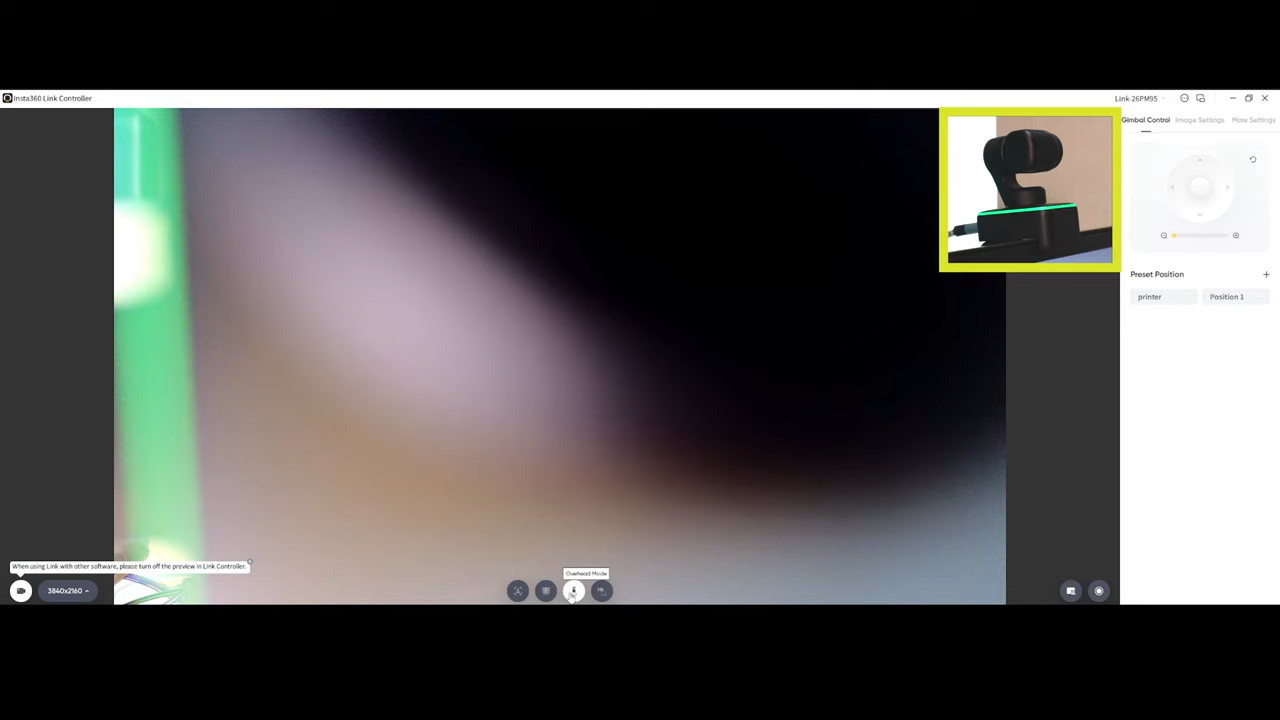 Insta360 Link Controller
Link-26PM95
Gimbal Control Image Settings More Settings
Preset Position
printer Position 1
When using Link with other software, please turn off the preview in Link Controller.
Overhead Mode
3840x2160